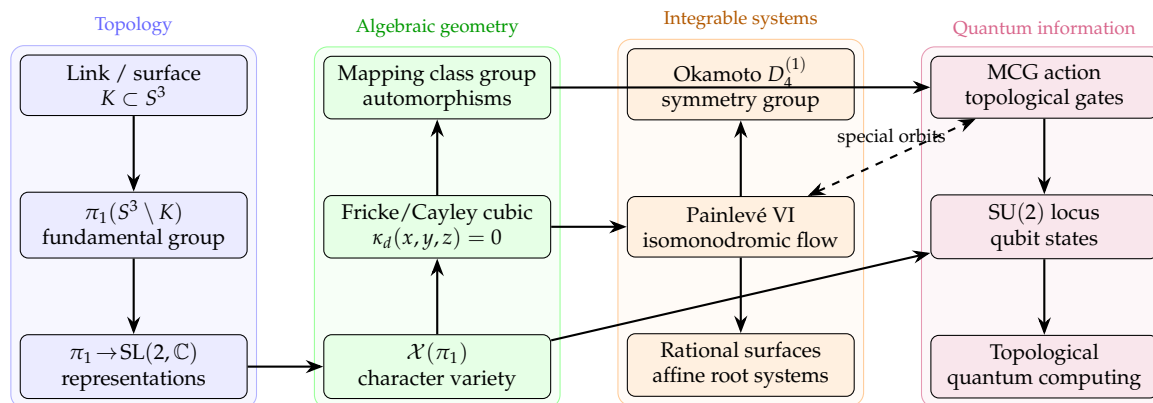 Topology
Link / surface
K ⊂ S³
π₁(S³ \ K)
fundamental group
π₁→SL(2, ℂ)
representations
Algebraic geometry
Mapping class group
automorphisms
Fricke/Cayley cubic
κ_d(x, y, z) = 0
𝒳(π₁)
character variety
Integrable systems
Okamoto D₄⁽¹⁾
symmetry group
Painlevé VI
isomonodromic flow
Rational surfaces
affine root systems
special orbits
Quantum information
MCG action
topological gates
SU(2) locus
qubit states
Topological
quantum computing